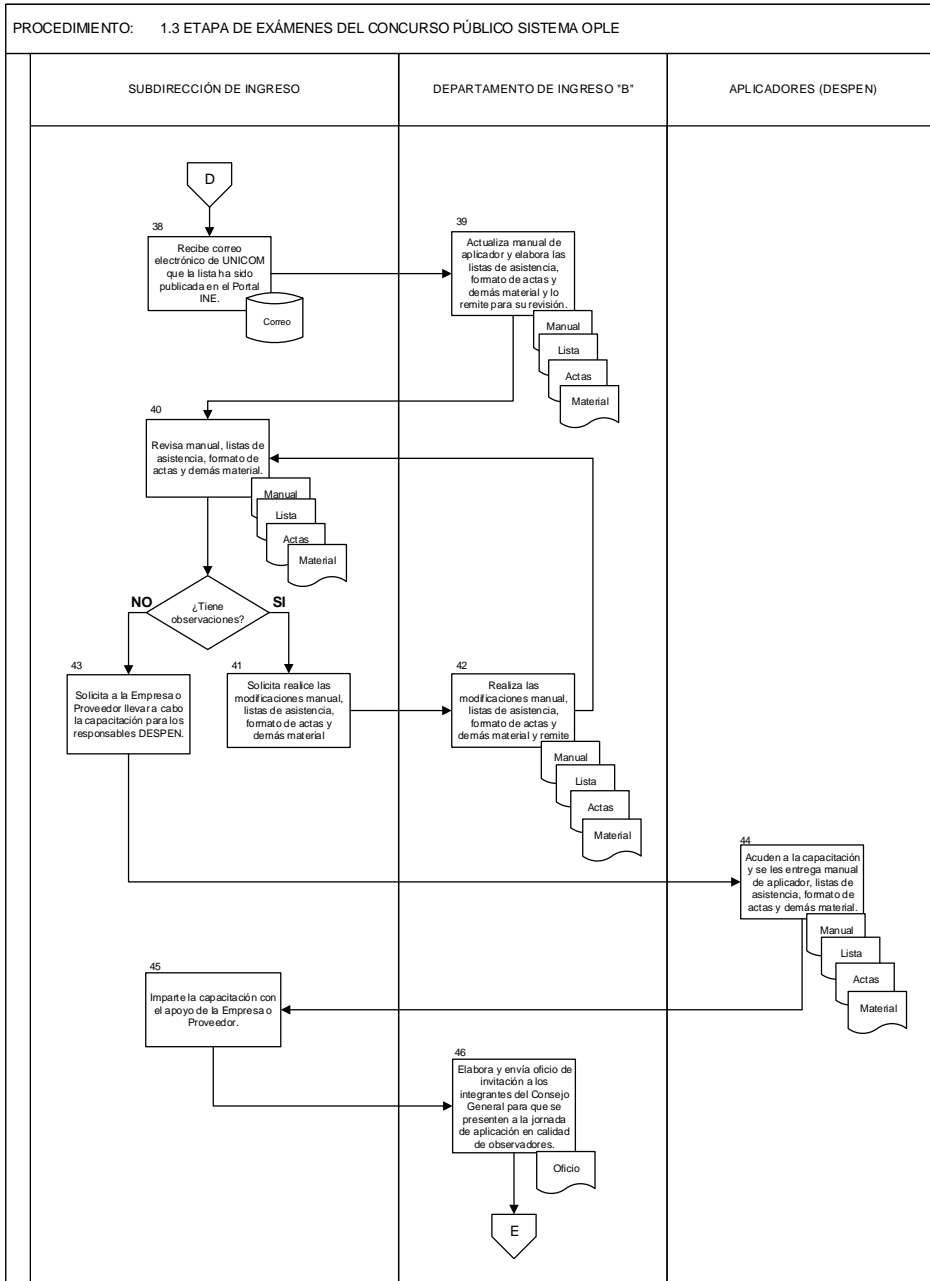 PROCEDIMIENTO: 1.3 ETAPA DE EXÁMENES DEL CONCURSO PÚBLICO SISTEMA OPLE
SUBDIRECCIÓN DE INGRESO
DEPARTAMENTO DE INGRESO "B"
APLICADORES (DESPEN)
D
38
Recibe correo
electrónico de UNICOM
que la lista ha sido
publicada en el Portal
INE.
Correo
39
Actualiza manual de
aplicador y elabora las
listas de asistencia,
formato de actas y
demás material y lo
remite para su revisión.
Manual
Lista
Actas
Material
40
Revisa manual, listas de
asistencia, formato de
actas y demás material.
Manual
Lista
Actas
Material
¿Tiene
observaciones?
NO
SI
43
Solicita a la Empresa o
Proveedor llevar a cabo
la capacitación para los
responsables DESPEN.
41
Solicita realice las
modificaciones manual,
listas de asistencia,
formato de actas y
demás material
42
Realiza las
modificaciones manual,
listas de asistencia,
formato de actas y
demás material y remite
Manual
Lista
Actas
Material
44
Acuden a la capacitación
y se les entrega manual
de aplicador, listas de
asistencia, formato de
actas y demás material.
Manual
Lista
Actas
Material
45
Imparte la capacitación con
el apoyo de la Empresa o
Proveedor.
46
Elabora y envía oficio de
invitación a los
integrantes del Consejo
General para que se
presenten a la jornada
de aplicación en calidad
de observadores.
Oficio
E